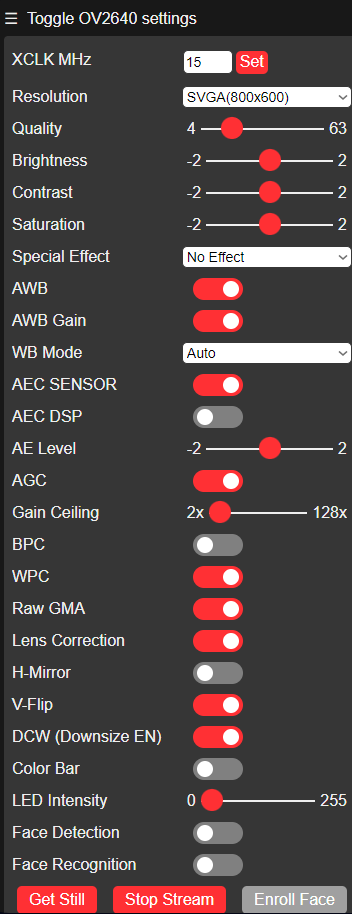 ☰ Toggle OV2640 settings
XCLK MHz 15 Set
Resolution SVGA(800x600)
Quality 4 63
Brightness -2 2
Contrast -2 2
Saturation -2 2
Special Effect No Effect
AWB
AWB Gain
WB Mode Auto
AEC SENSOR
AEC DSP
AE Level -2 2
AGC
Gain Ceiling 2x 128x
BPC
WPC
Raw GMA
Lens Correction
H-Mirror
V-Flip
DCW (Downsize EN)
Color Bar
LED Intensity 0 255
Face Detection
Face Recognition
Get Still Stop Stream Enroll Face